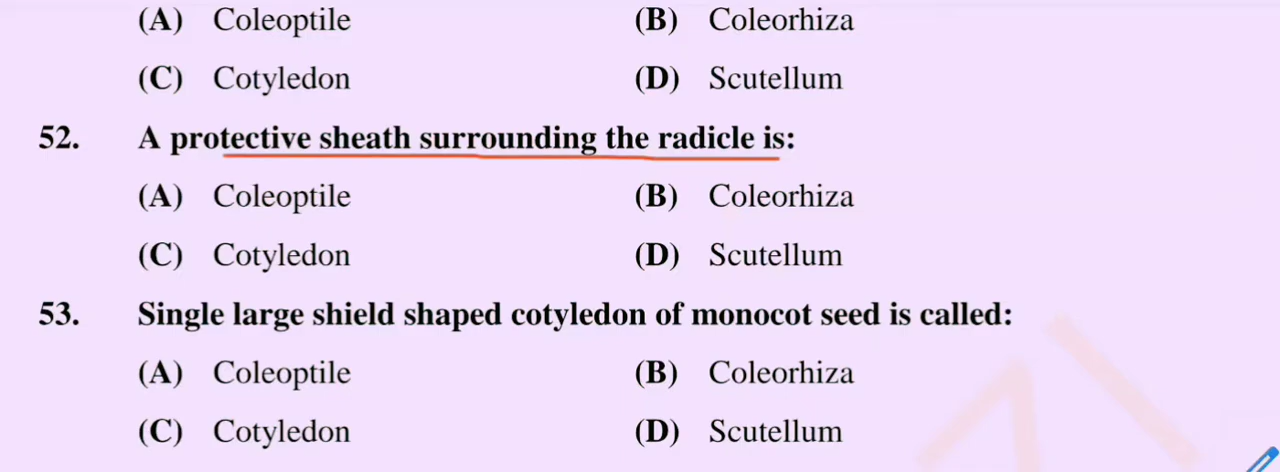 (A) Coleoptile (B) Coleorhiza
(C) Cotyledon (D) Scutellum
52. A protective sheath surrounding the radicle is:
(A) Coleoptile (B) Coleorhiza
(C) Cotyledon (D) Scutellum
53. Single large shield shaped cotyledon of monocot seed is called:
(A) Coleoptile (B) Coleorhiza
(C) Cotyledon (D) Scutellum